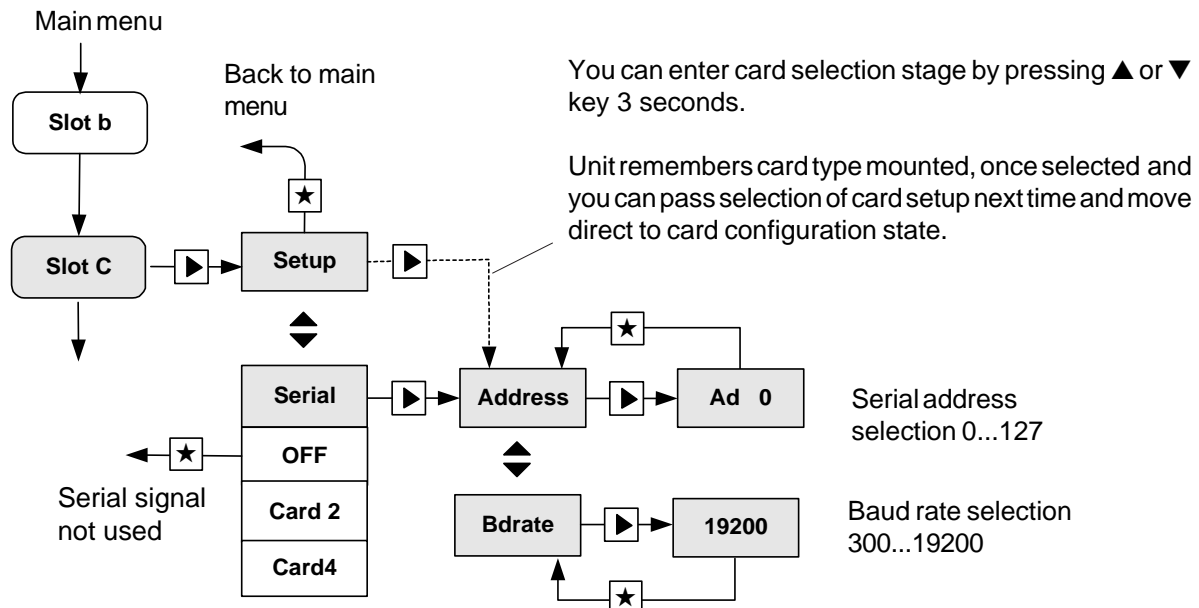 Main menu
Slot b
Back to main
menu
You can enter card selection stage by pressing ▲ or ▼
key 3 seconds.
Unit remembers card type mounted, once selected and
you can pass selection of card setup next time and move
direct to card configuration state.
Slot C
Setup
Serial
Address
Ad 0
Serial address
selection 0...127
OFF
Serial signal
not used
Card 2
Card4
Bdrate
19200
Baud rate selection
300...19200